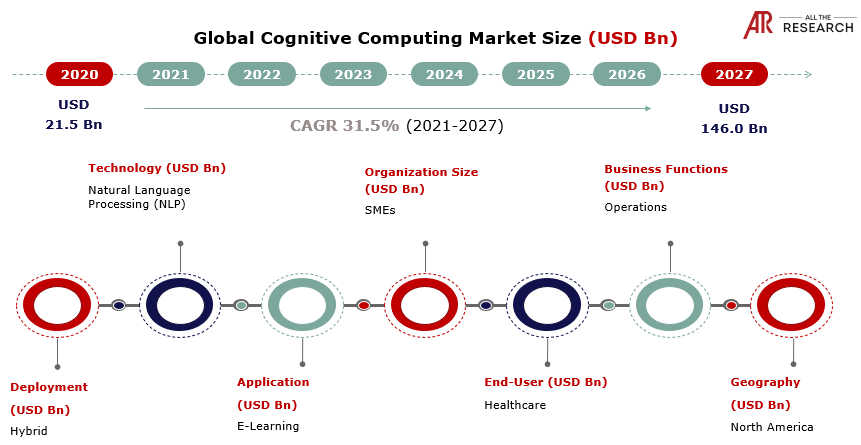 ALL THE
RESEARCH
Global Cognitive Computing Market Size (USD Bn)
2020
2021
2022
2023
2024
2025
2026
2027
USD
21.5 Bn
CAGR 31.5% (2021-2027)
USD
146.0 Bn
Technology (USD Bn)
Natural Language
Processing (NLP)
Organization Size
(USD Bn)
SMEs
Business Functions
(USD Bn)
Operations
Deployment
(USD Bn)
Hybrid
Application
(USD Bn)
E-Learning
End-User (USD Bn)
Healthcare
Geography
(USD Bn)
North America